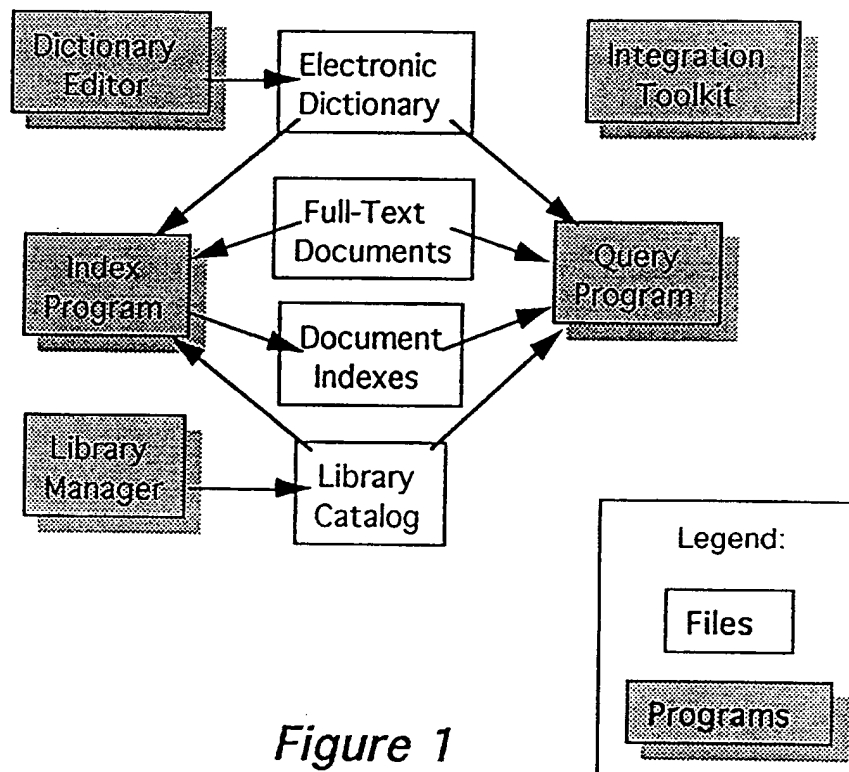 Dictionary
Editor
Electronic
Dictionary
Integration
Toolkit
Full-Text
Documents
Index
Program
Query
Program
Document
Indexes
Library
Manager
Library
Catalog
Legend:
Files
Programs
Figure 1